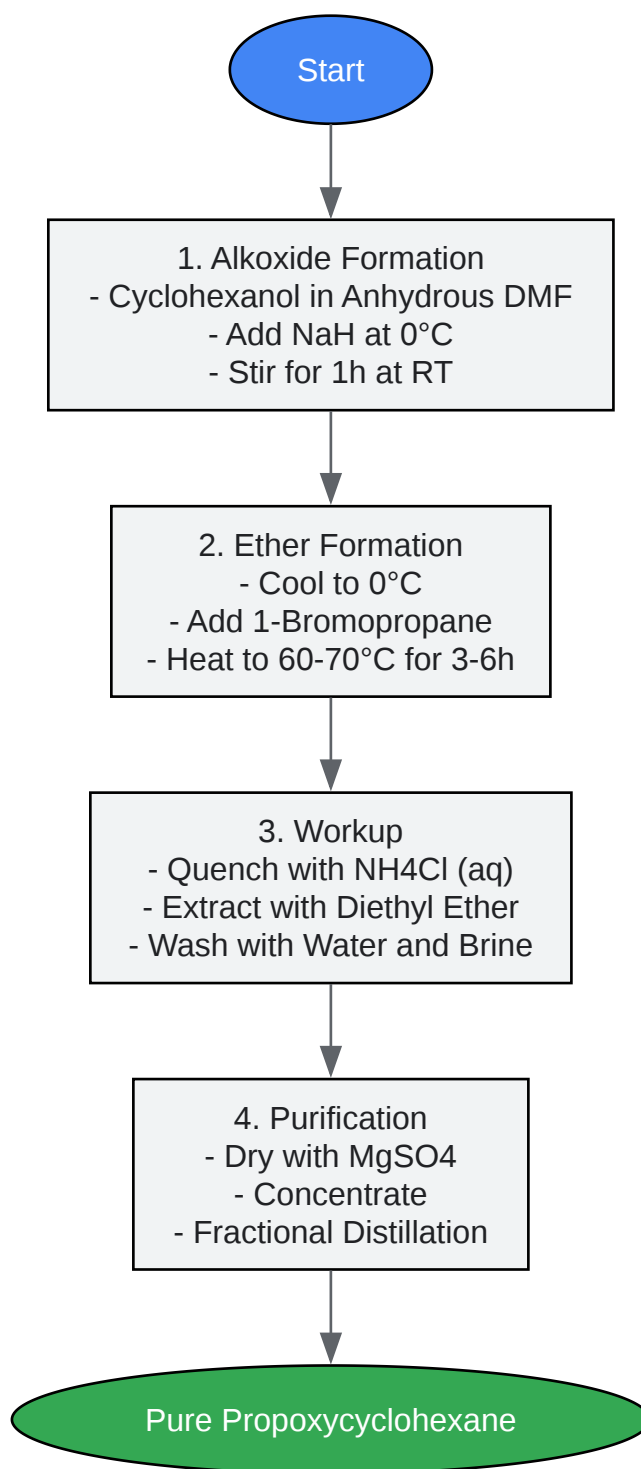 Start
1. Alkoxide Formation
- Cyclohexanol in Anhydrous DMF
- Add NaH at 0°C
- Stir for 1h at RT
2. Ether Formation
- Cool to 0°C
- Add 1-Bromopropane
- Heat to 60-70°C for 3-6h
3. Workup
- Quench with NH4Cl (aq)
- Extract with Diethyl Ether
- Wash with Water and Brine
4. Purification
- Dry with MgSO4
- Concentrate
- Fractional Distillation
Pure Propoxycyclohexane